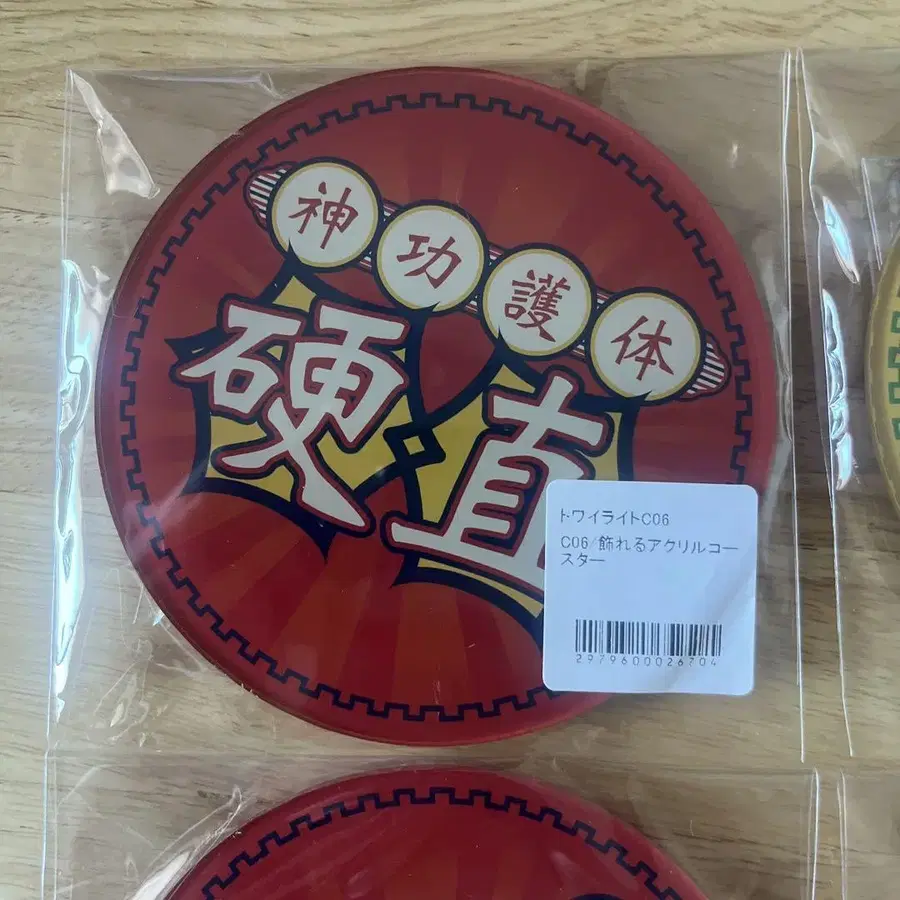 神功護体
硬直
トワイライトC06
C06/飾れるアクリルコー
スター
2979600026704